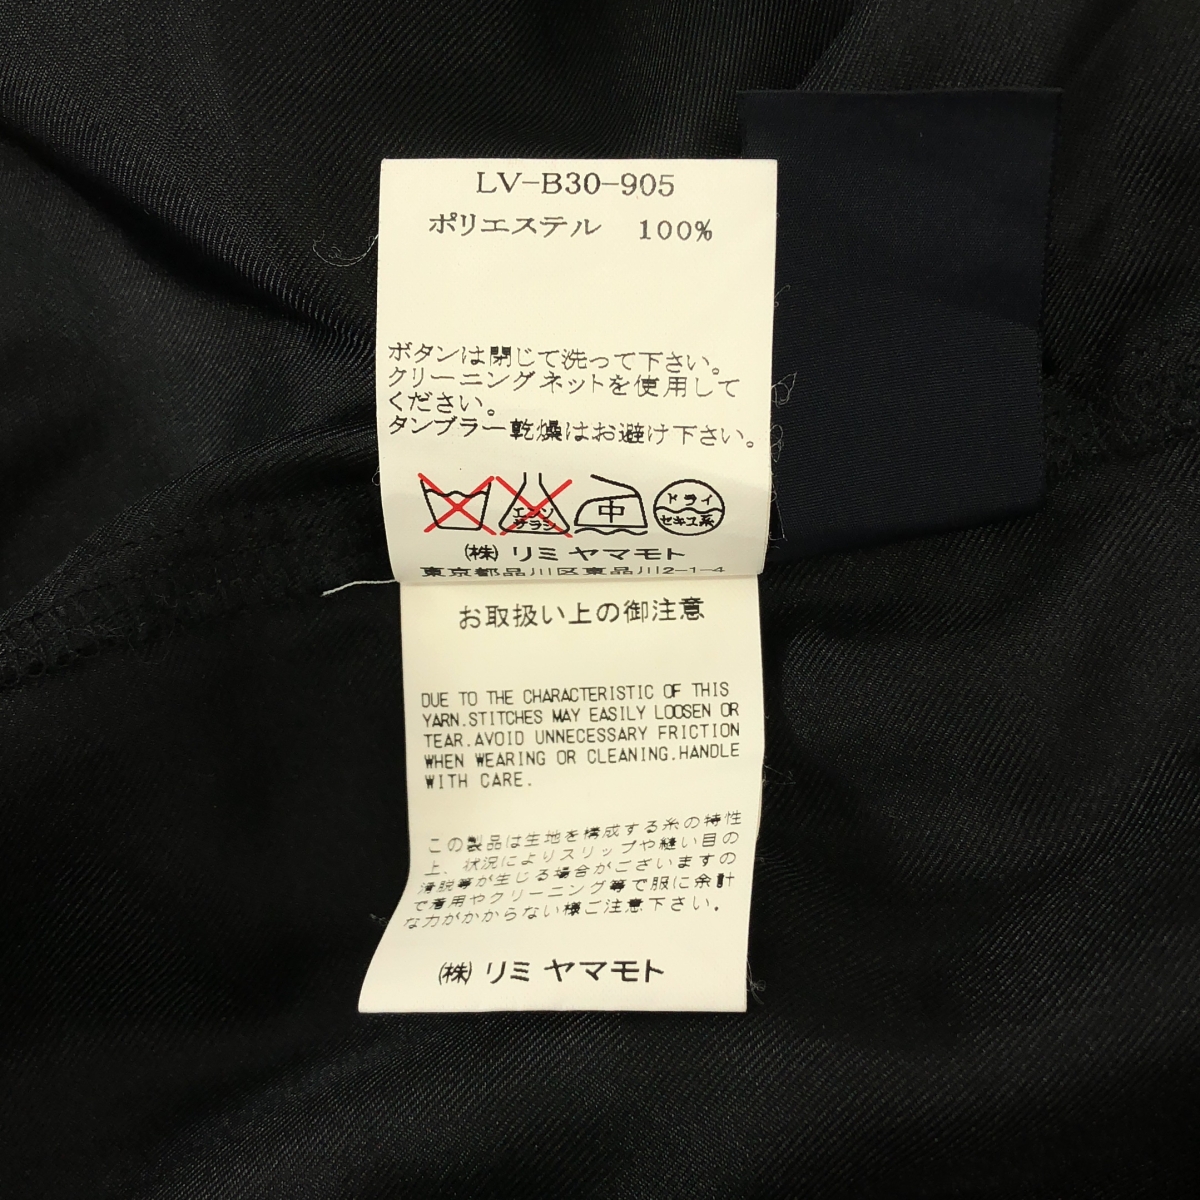 LV-B30-905
ポリエステル 100%
ボタンは閉じて洗って下さい。
クリーニングネットを使用して
ください。
タンブラー乾燥はお避け下さい。
エンソ サラシ 中 ドライ セキユ系
㈱ リミ ヤマモト
東京都品川区東品川2-1-4
お取扱い上の御注意
DUE TO THE CHARACTERISTIC OF THIS
YARN.STITCHES MAY EASILY LOOSEN OR
TEAR.AVOID UNNECESSARY FRICTION
WHEN WEARING OR CLEANING.HANDLE
WITH CARE.
この製品は生地を構成する糸の特性
上、状況によりスリップや縫い目の
滑脱等が生じる場合がございますの
で着用やクリーニング等で服に余計
な力がかからない様ご注意下さい。
㈱ リミ ヤマモト